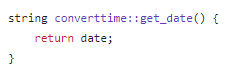 string converttime::get_date() {
    return date;
}